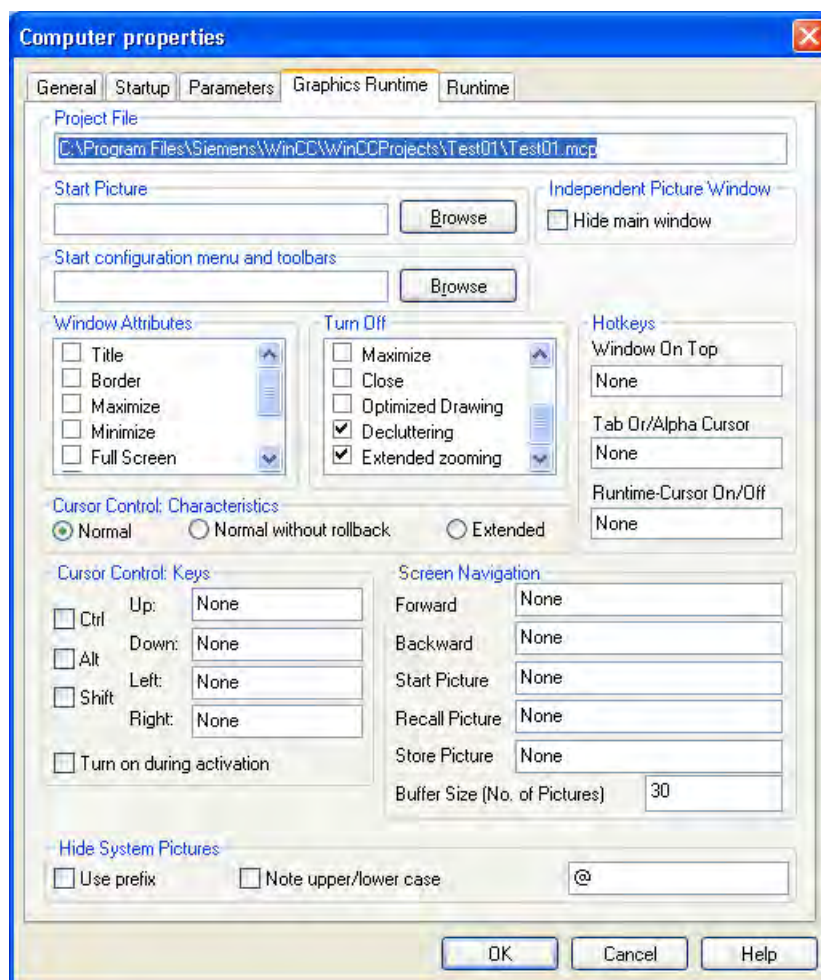 Computer properties
General Startup Parameters Graphics Runtime Runtime
Project File
C:\Program Files\Siemens\WinCC\WinCCProjects\Test01\Test01.mcp
Start Picture
Browse
Independent Picture Window
Hide main window
Start configuration menu and toolbars
Browse
Window Attributes
Title
Border
Maximize
Minimize
Full Screen
Turn Off
Maximize
Close
Optimized Drawing
Decluttering
Extended zooming
Hotkeys
Window On Top
None
Tab Or/Alpha Cursor
None
Runtime-Cursor On/Off
None
Cursor Control: Characteristics
Normal Normal without rollback Extended
Cursor Control: Keys
Ctrl
Alt
Shift
Up: None
Down: None
Left: None
Right: None
Turn on during activation
Screen Navigation
Forward None
Backward None
Start Picture None
Recall Picture None
Store Picture None
Buffer Size (No. of Pictures) 30
Hide System Pictures
Use prefix Note upper/lower case @
OK Cancel Help